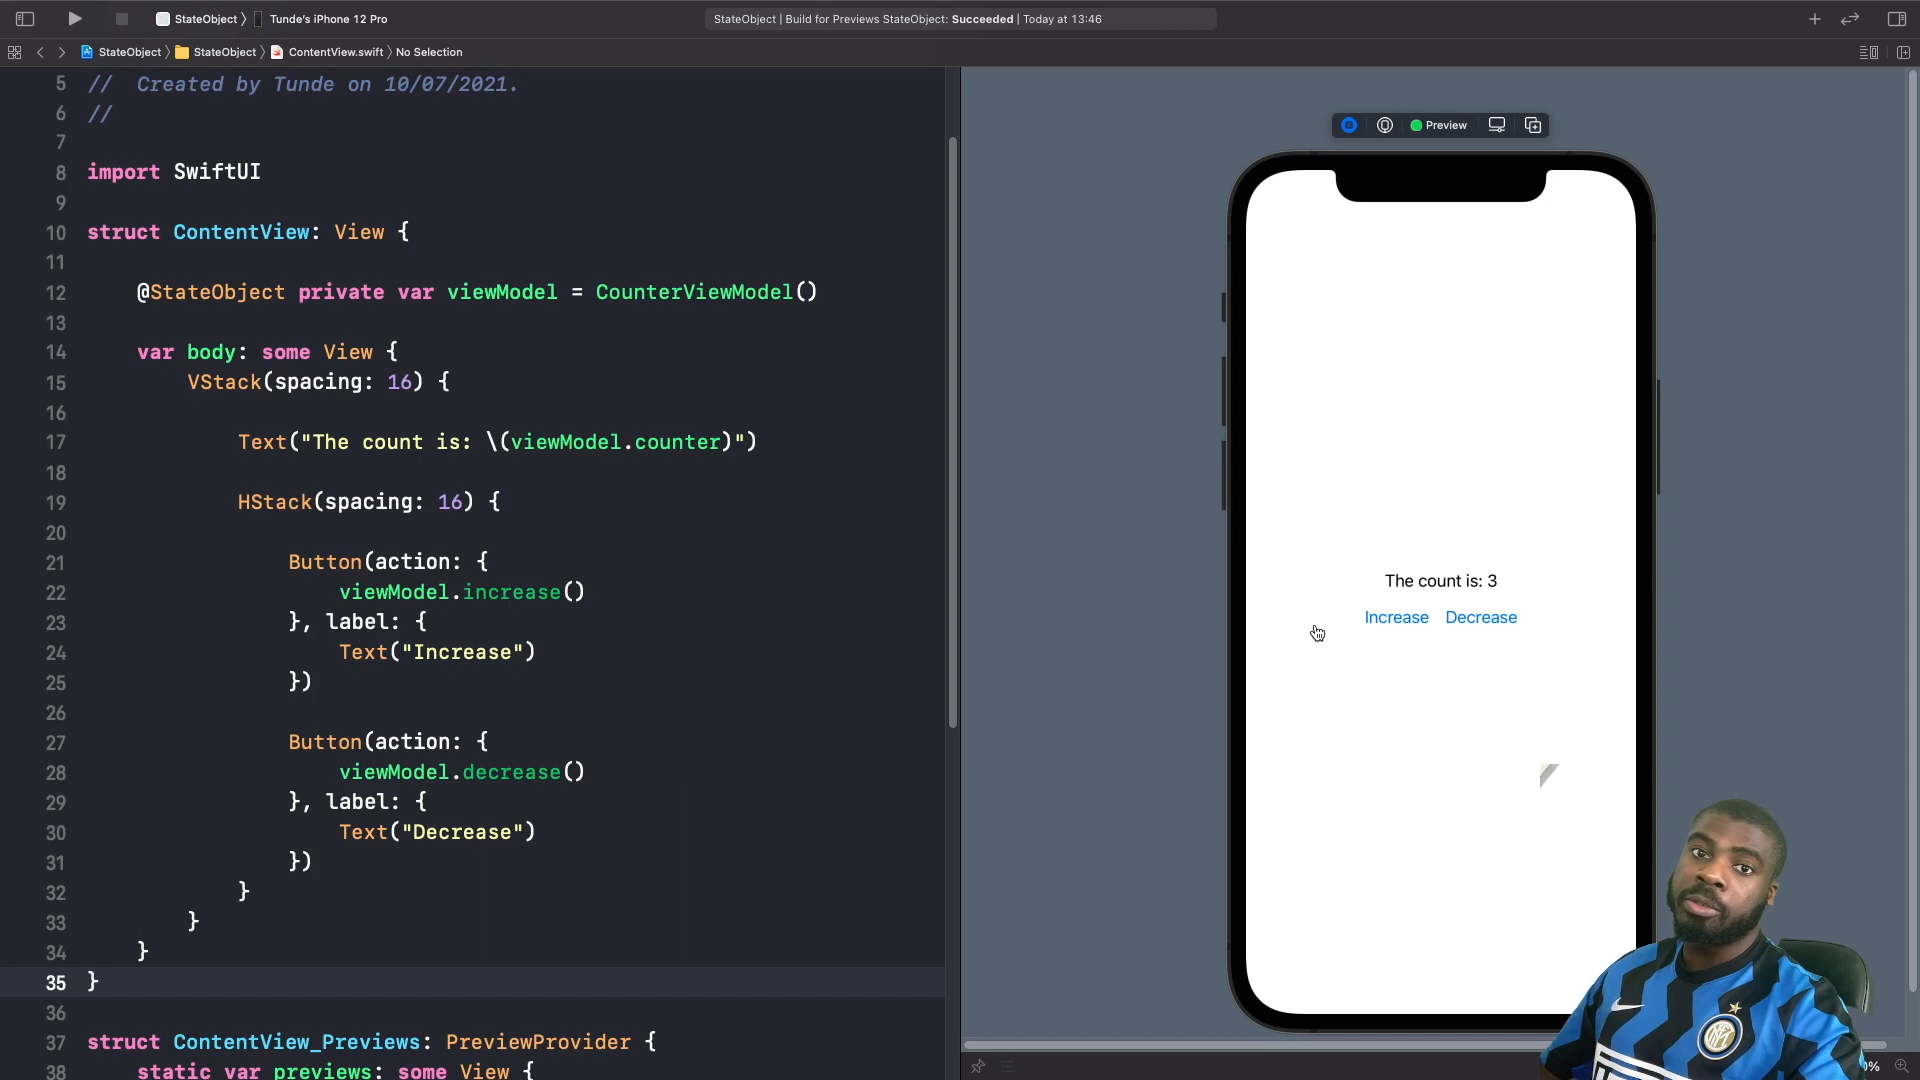 StateObject 〉 Tunde's iPhone 12 Pro
StateObject | Build for Previews StateObject: Succeeded | Today at 13:46
StateObject 〉 StateObject 〉 ContentView.swift 〉 No Selection
5 //  Created by Tunde on 10/07/2021.
6 //
7
8 import SwiftUI
9
10 struct ContentView: View {
11
12     @StateObject private var viewModel = CounterViewModel()
13
14     var body: some View {
15         VStack(spacing: 16) {
16
17             Text("The count is: \(viewModel.counter)")
18
19             HStack(spacing: 16) {
20
21                 Button(action: {
22                     viewModel.increase()
23                 }, label: {
24                     Text("Increase")
25                 })
26
27                 Button(action: {
28                     viewModel.decrease()
29                 }, label: {
30                     Text("Decrease")
31                 })
32             }
33         }
34     }
35 }
36
37 struct ContentView_Previews: PreviewProvider {
38     static var previews: some View {
Preview
The count is: 3
Increase Decrease